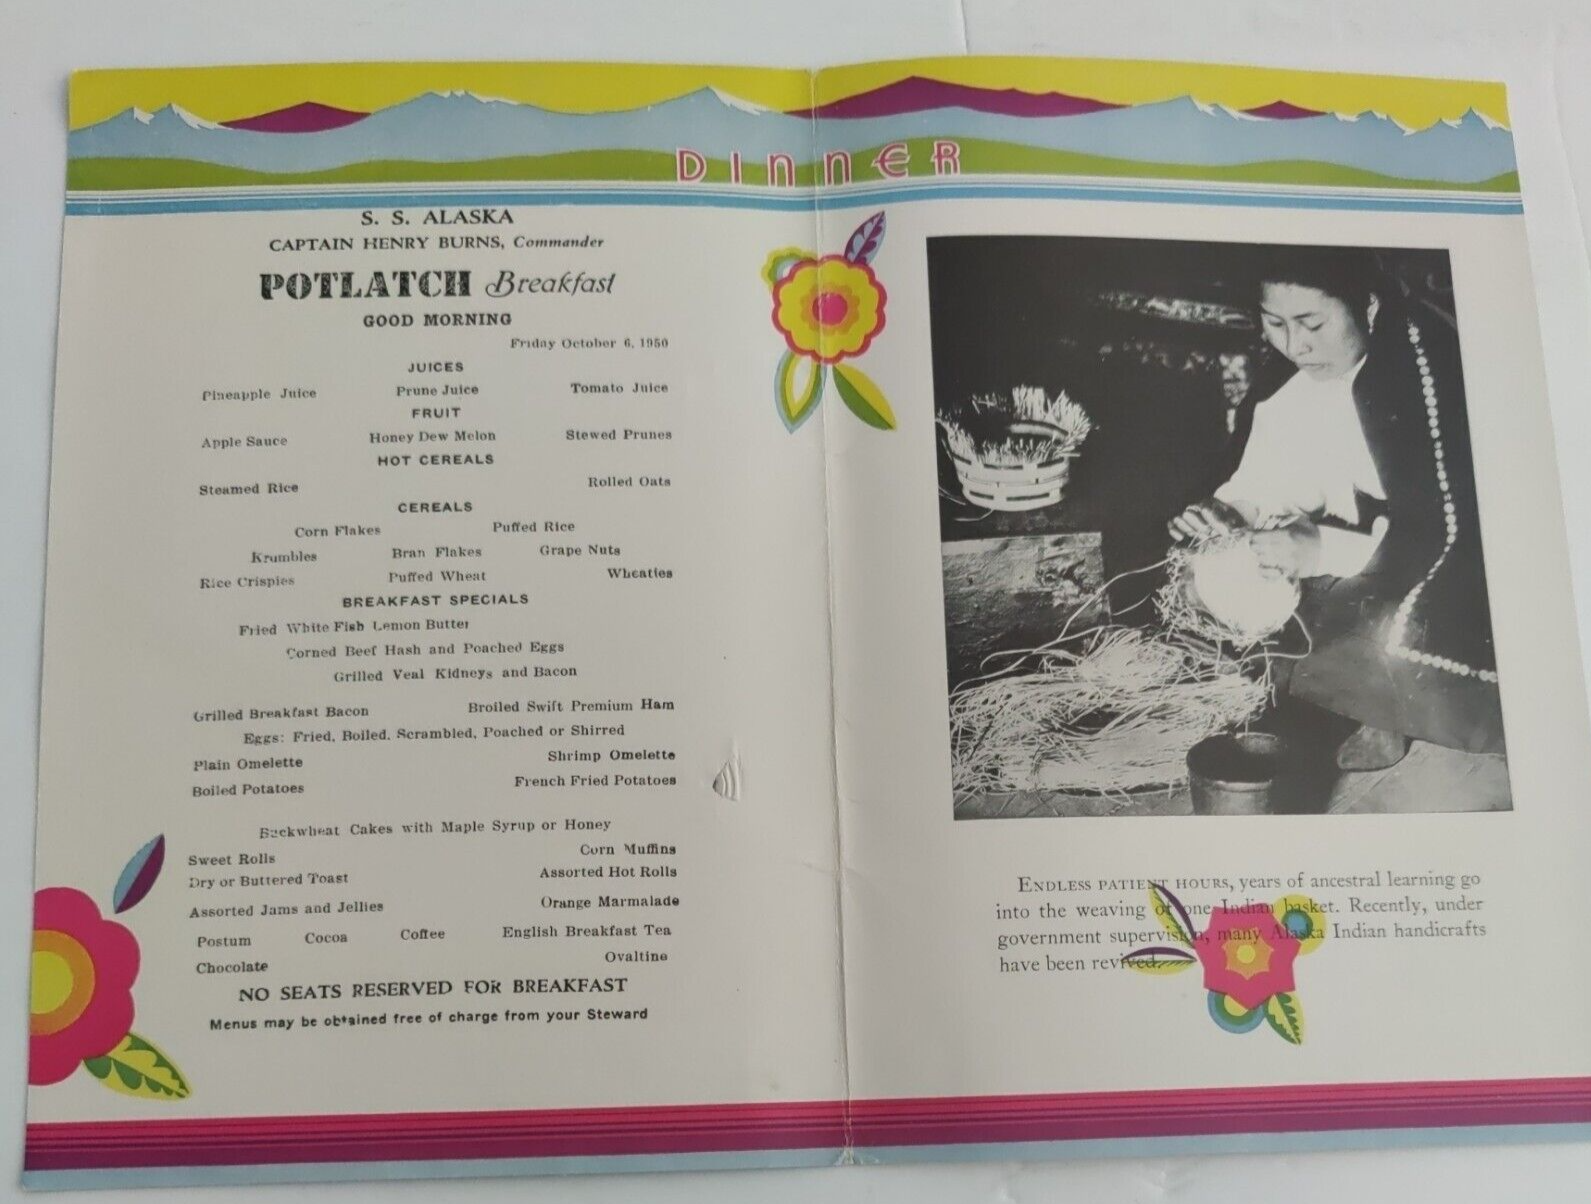 DINNER
S. S. ALASKA
CAPTAIN HENRY BURNS, Commander
POTLATCH Breakfast
GOOD MORNING
Friday October 6, 1950
JUICES
Pineapple Juice Prune Juice Tomato Juice
FRUIT
Apple Sauce Honey Dew Melon Stewed Prunes
HOT CEREALS
Steamed Rice Rolled Oats
CEREALS
Corn Flakes Puffed Rice
Krumbles Bran Flakes Grape Nuts
Rice Crispies Puffed Wheat Wheaties
BREAKFAST SPECIALS
Fried White Fish Lemon Butter
Corned Beef Hash and Poached Eggs
Grilled Veal Kidneys and Bacon
Grilled Breakfast Bacon Broiled Swift Premium Ham
Eggs: Fried, Boiled. Scrambled, Poached or Shirred
Plain Omelette Shrimp Omelette
Boiled Potatoes French Fried Potatoes
Buckwheat Cakes with Maple Syrup or Honey
Sweet Rolls Corn Muffins
Dry or Buttered Toast Assorted Hot Rolls
Assorted Jams and Jellies Orange Marmalade
Postum Cocoa Coffee English Breakfast Tea
Chocolate Ovaltine
NO SEATS RESERVED FOR BREAKFAST
Menus may be obtained free of charge from your Steward
ENDLESS PATIENT HOURS, years of ancestral learning go
into the weaving of one Indian basket. Recently, under
government supervision, many Alaska Indian handicrafts
have been revived.